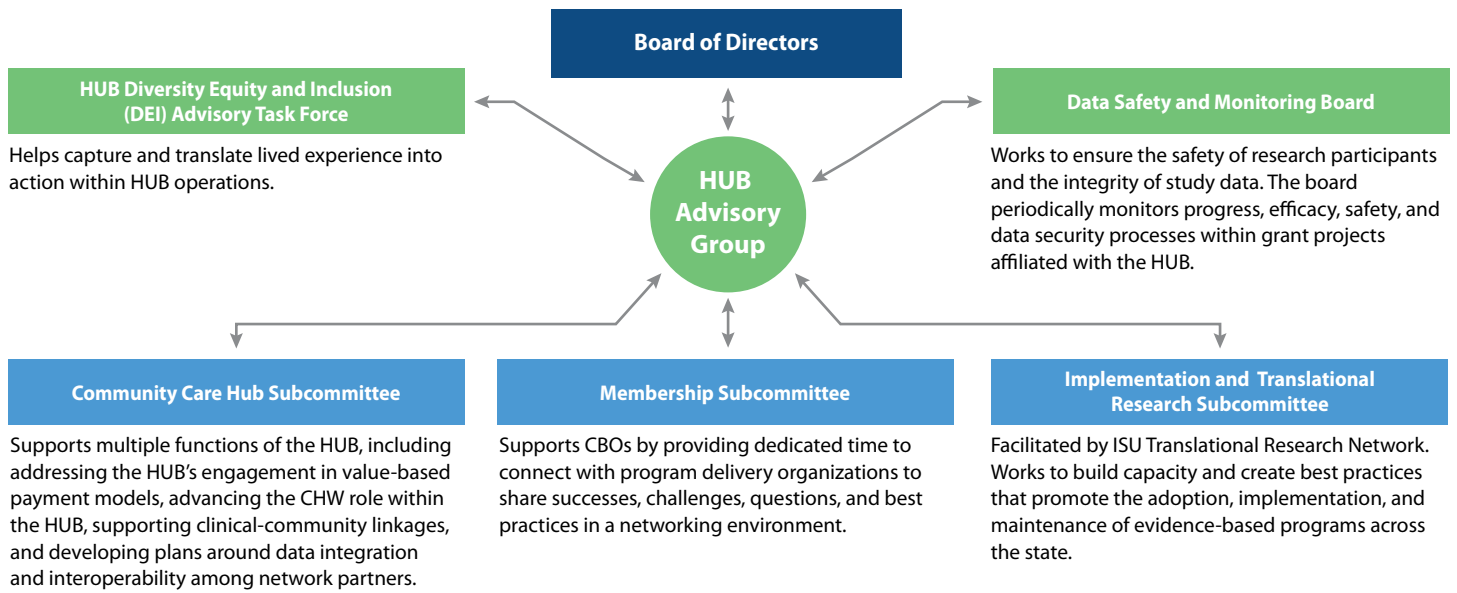 Board of Directors
HUB Diversity Equity and Inclusion
(DEI) Advisory Task Force
Helps capture and translate lived experience into
action within HUB operations.
Data Safety and Monitoring Board
Works to ensure the safety of research participants
and the integrity of study data. The board
periodically monitors progress, efficacy, safety, and
data security processes within grant projects
affiliated with the HUB.
HUB
Advisory
Group
Community Care Hub Subcommittee
Supports multiple functions of the HUB, including
addressing the HUB’s engagement in value-based
payment models, advancing the CHW role within
the HUB, supporting clinical-community linkages,
and developing plans around data integration
and interoperability among network partners.
Membership Subcommittee
Supports CBOs by providing dedicated time to
connect with program delivery organizations to
share successes, challenges, questions, and best
practices in a networking environment.
Implementation and Translational
Research Subcommittee
Facilitated by ISU Translational Research Network.
Works to build capacity and create best practices
that promote the adoption, implementation, and
maintenance of evidence-based programs across
the state.